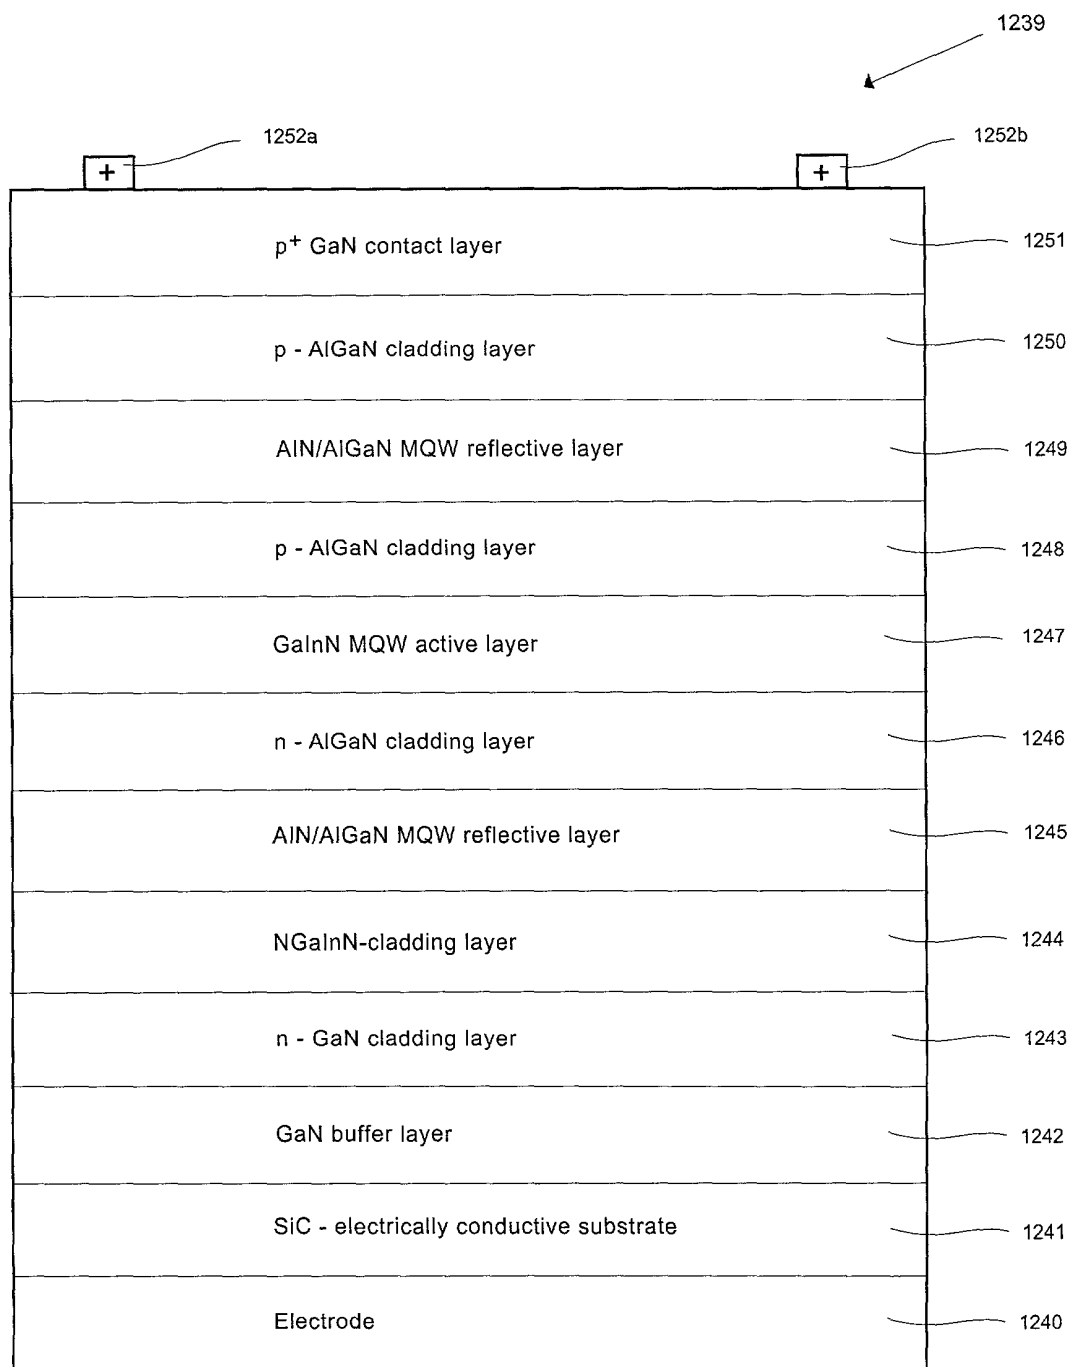 1239
1252a
1252b
+
+
p+ GaN contact layer
1251
p - AlGaN cladding layer
1250
AlN/AlGaN MQW reflective layer
1249
p - AlGaN cladding layer
1248
GaInN MQW active layer
1247
n - AlGaN cladding layer
1246
AlN/AlGaN MQW reflective layer
1245
NGaInN-cladding layer
1244
n - GaN cladding layer
1243
GaN buffer layer
1242
SiC - electrically conductive substrate
1241
Electrode
1240